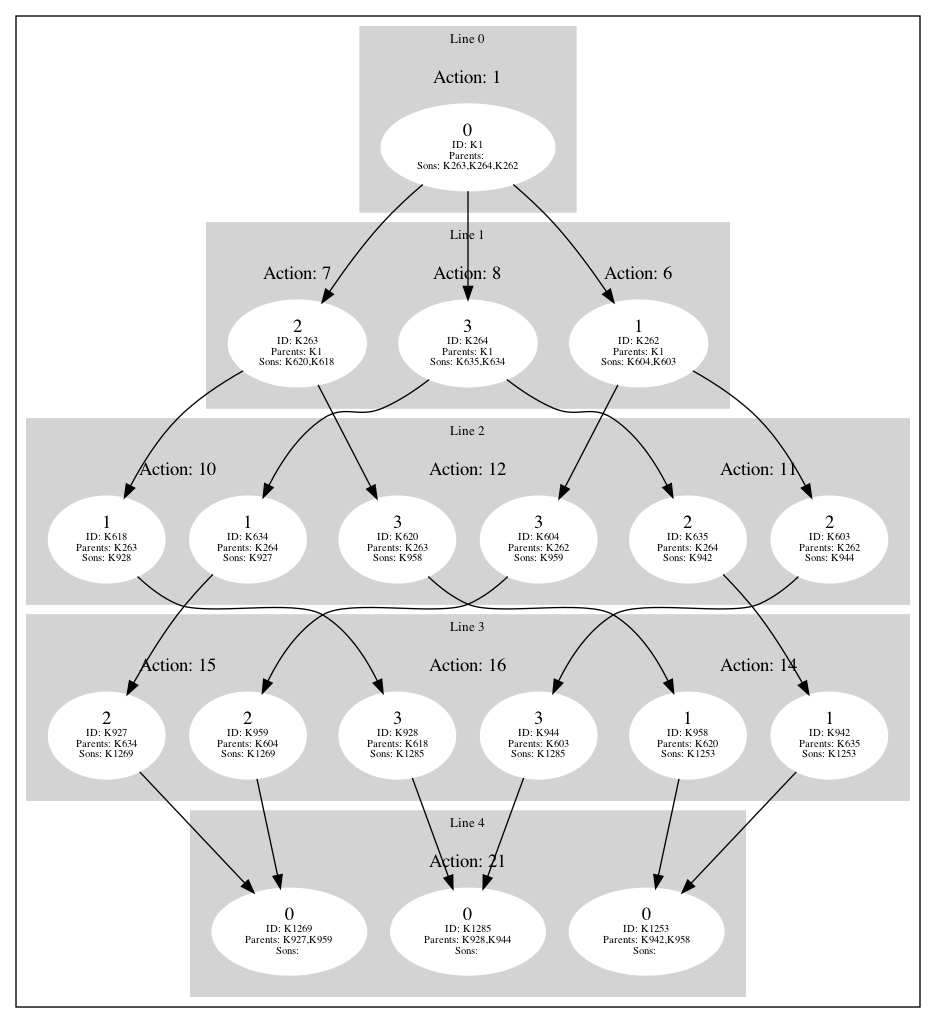 Line 0
Action: 1
0
ID: K1
Parents:
Sons: K263,K264,K262
Line 1
Action: 7
Action: 8
Action: 6
2
ID: K263
Parents: K1
Sons: K620,K618
3
ID: K264
Parents: K1
Sons: K635,K634
1
ID: K262
Parents: K1
Sons: K604,K603
Line 2
Action: 10
Action: 12
Action: 11
1
ID: K618
Parents: K263
Sons: K928
1
ID: K634
Parents: K264
Sons: K927
3
ID: K620
Parents: K263
Sons: K958
3
ID: K604
Parents: K262
Sons: K959
2
ID: K635
Parents: K264
Sons: K942
2
ID: K603
Parents: K262
Sons: K944
Line 3
Action: 15
Action: 16
Action: 14
2
ID: K927
Parents: K634
Sons: K1269
2
ID: K959
Parents: K604
Sons: K1269
3
ID: K928
Parents: K618
Sons: K1285
3
ID: K944
Parents: K603
Sons: K1285
1
ID: K958
Parents: K620
Sons: K1253
1
ID: K942
Parents: K635
Sons: K1253
Line 4
Action: 21
0
ID: K1269
Parents: K927,K959
Sons:
0
ID: K1285
Parents: K928,K944
Sons:
0
ID: K1253
Parents: K942,K958
Sons: